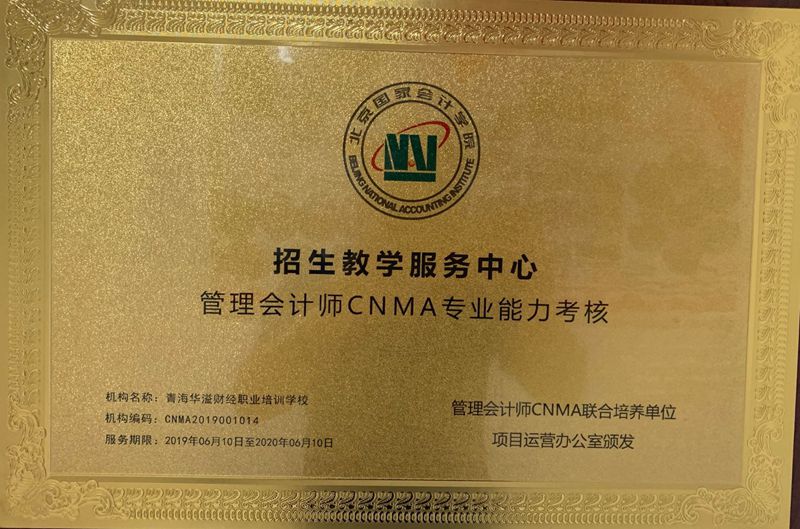 北京国家会计学院
BEIJING NATIONAL ACCOUNTING INSTITUTE
招生教学服务中心
管理会计师CNMA专业能力考核
机构名称：青海华溢财经职业培训学校
机构编码：CNMA2019001014
服务期限：2019年06月10日至2020年06月10日
管理会计师CNMA联合培养单位
项目运营办公室颁发